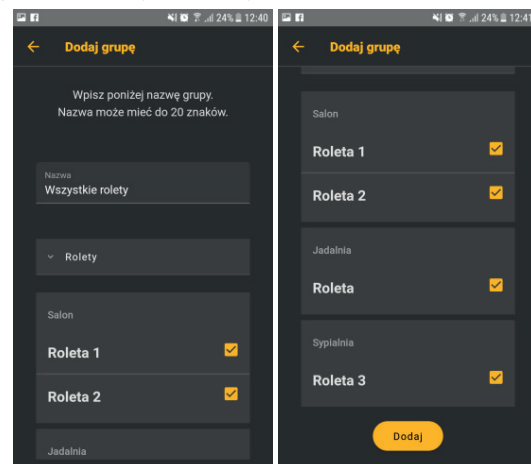 24% 12:40
Dodaj grupę
Wpisz poniżej nazwę grupy.
Nazwa może mieć do 20 znaków.
Nazwa
Wszystkie rolety
Rolety
Salon
Roleta 1
Roleta 2
Jadalnia
24% 12:41
Dodaj grupę
Salon
Roleta 1
Roleta 2
Jadalnia
Roleta
Sypialnia
Roleta 3
Dodaj